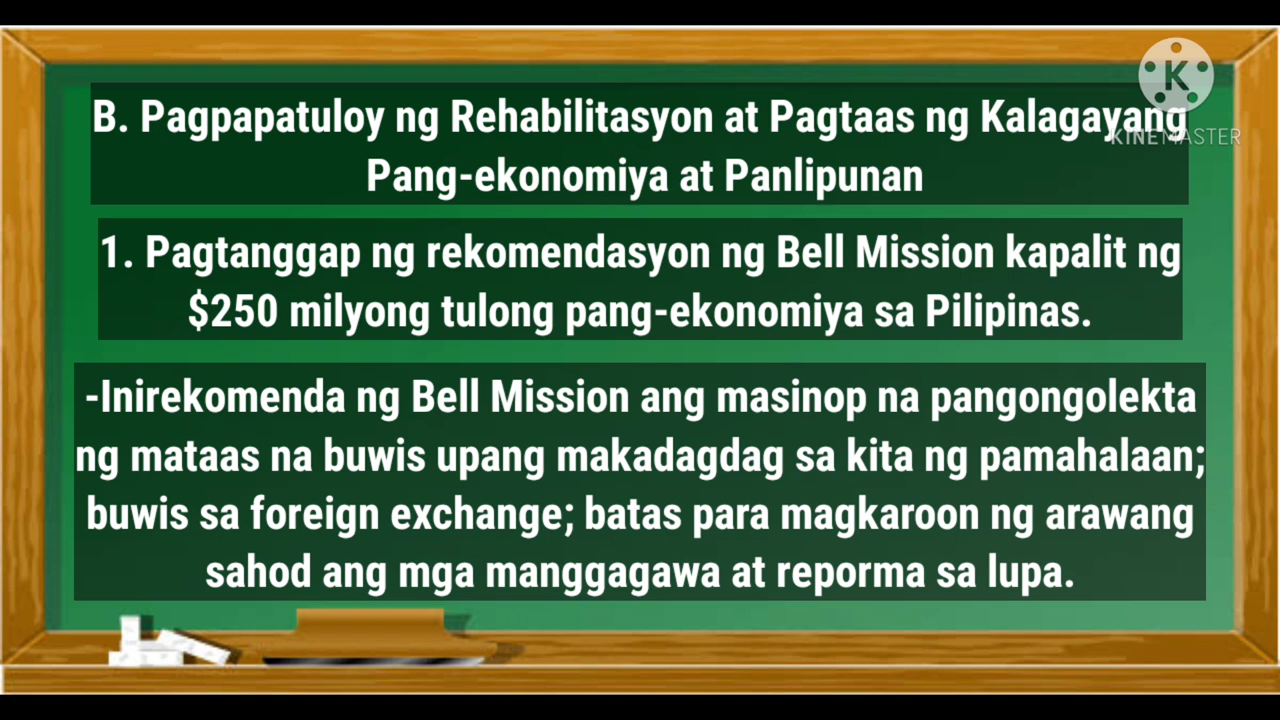 B. Pagpapatuloy ng Rehabilitasyon at Pagtaas ng Kalagayang
Pang-ekonomiya at Panlipunan
K
KINEMASTER
1. Pagtanggap ng rekomendasyon ng Bell Mission kapalit ng
$250 milyong tulong pang-ekonomiya sa Pilipinas.
-Inirekomenda ng Bell Mission ang masinop na pangongolekta
ng mataas na buwis upang makadagdag sa kita ng pamahalaan;
buwis sa foreign exchange; batas para magkaroon ng arawang
sahod ang mga manggagawa at reporma sa lupa.